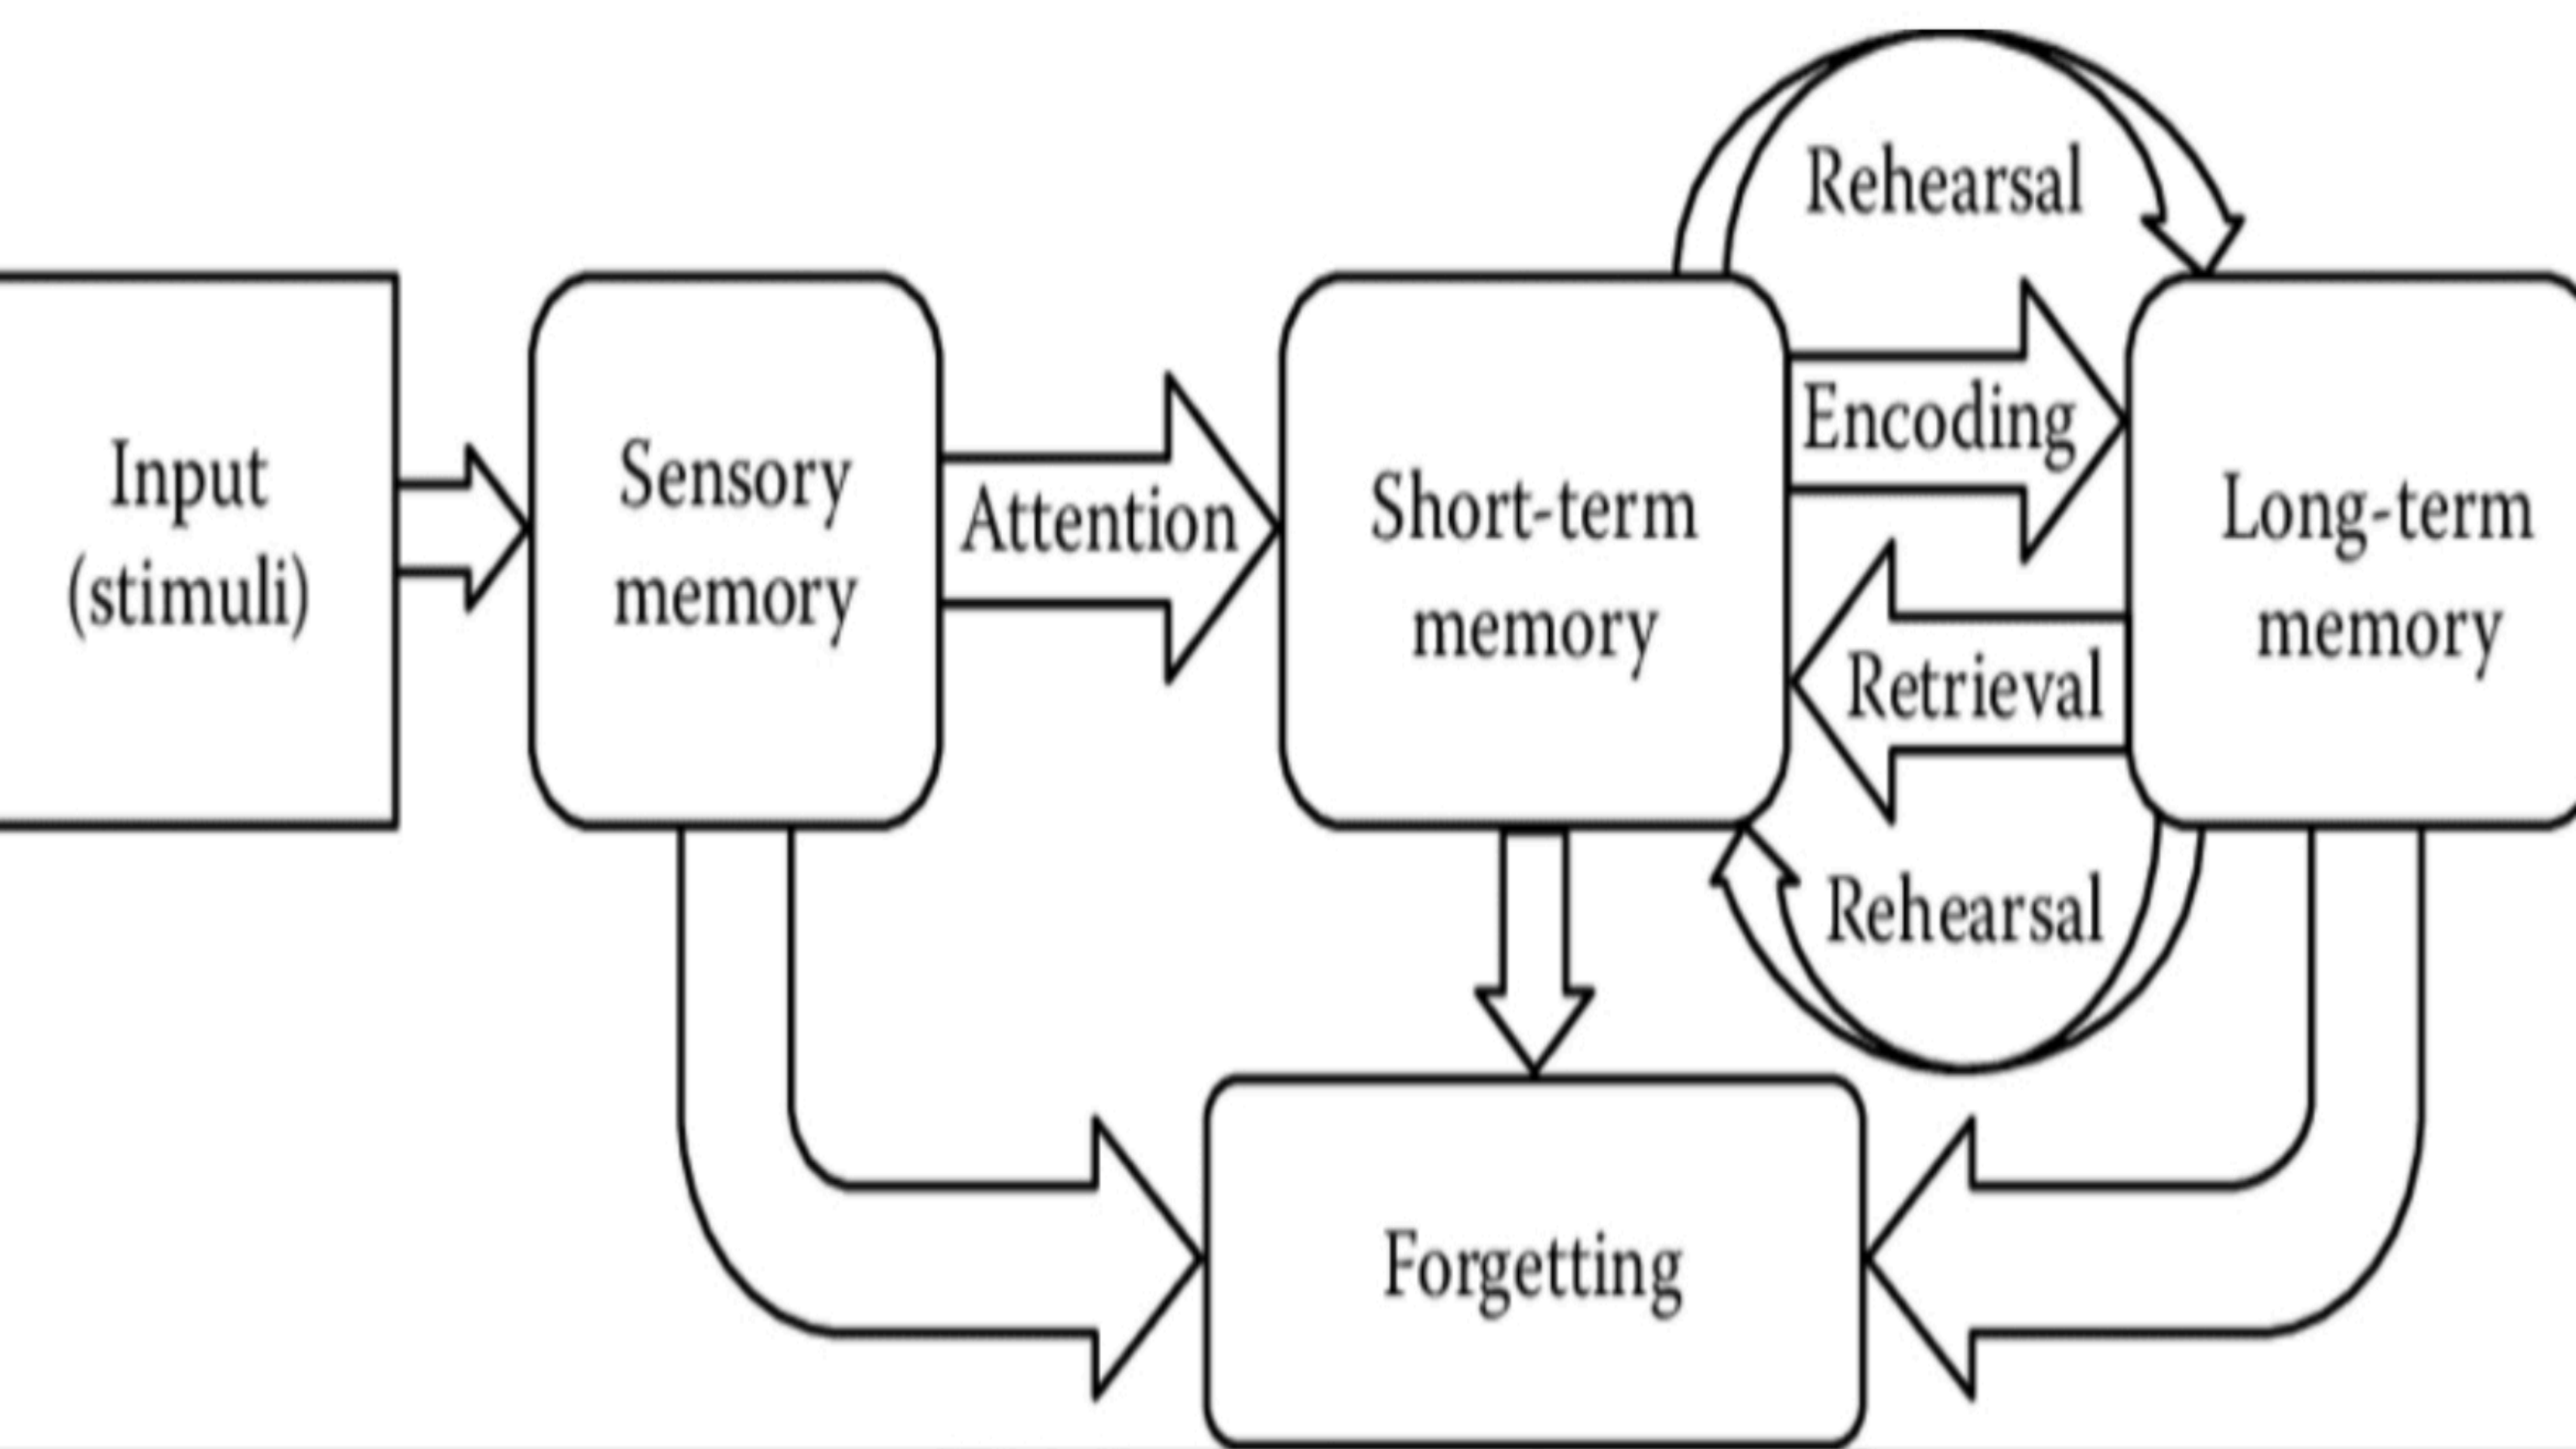 Input
(stimuli)
Sensory
memory
Attention
Short-term
memory
Rehearsal
Encoding
Retrieval
Rehearsal
Long-term
memory
Forgetting